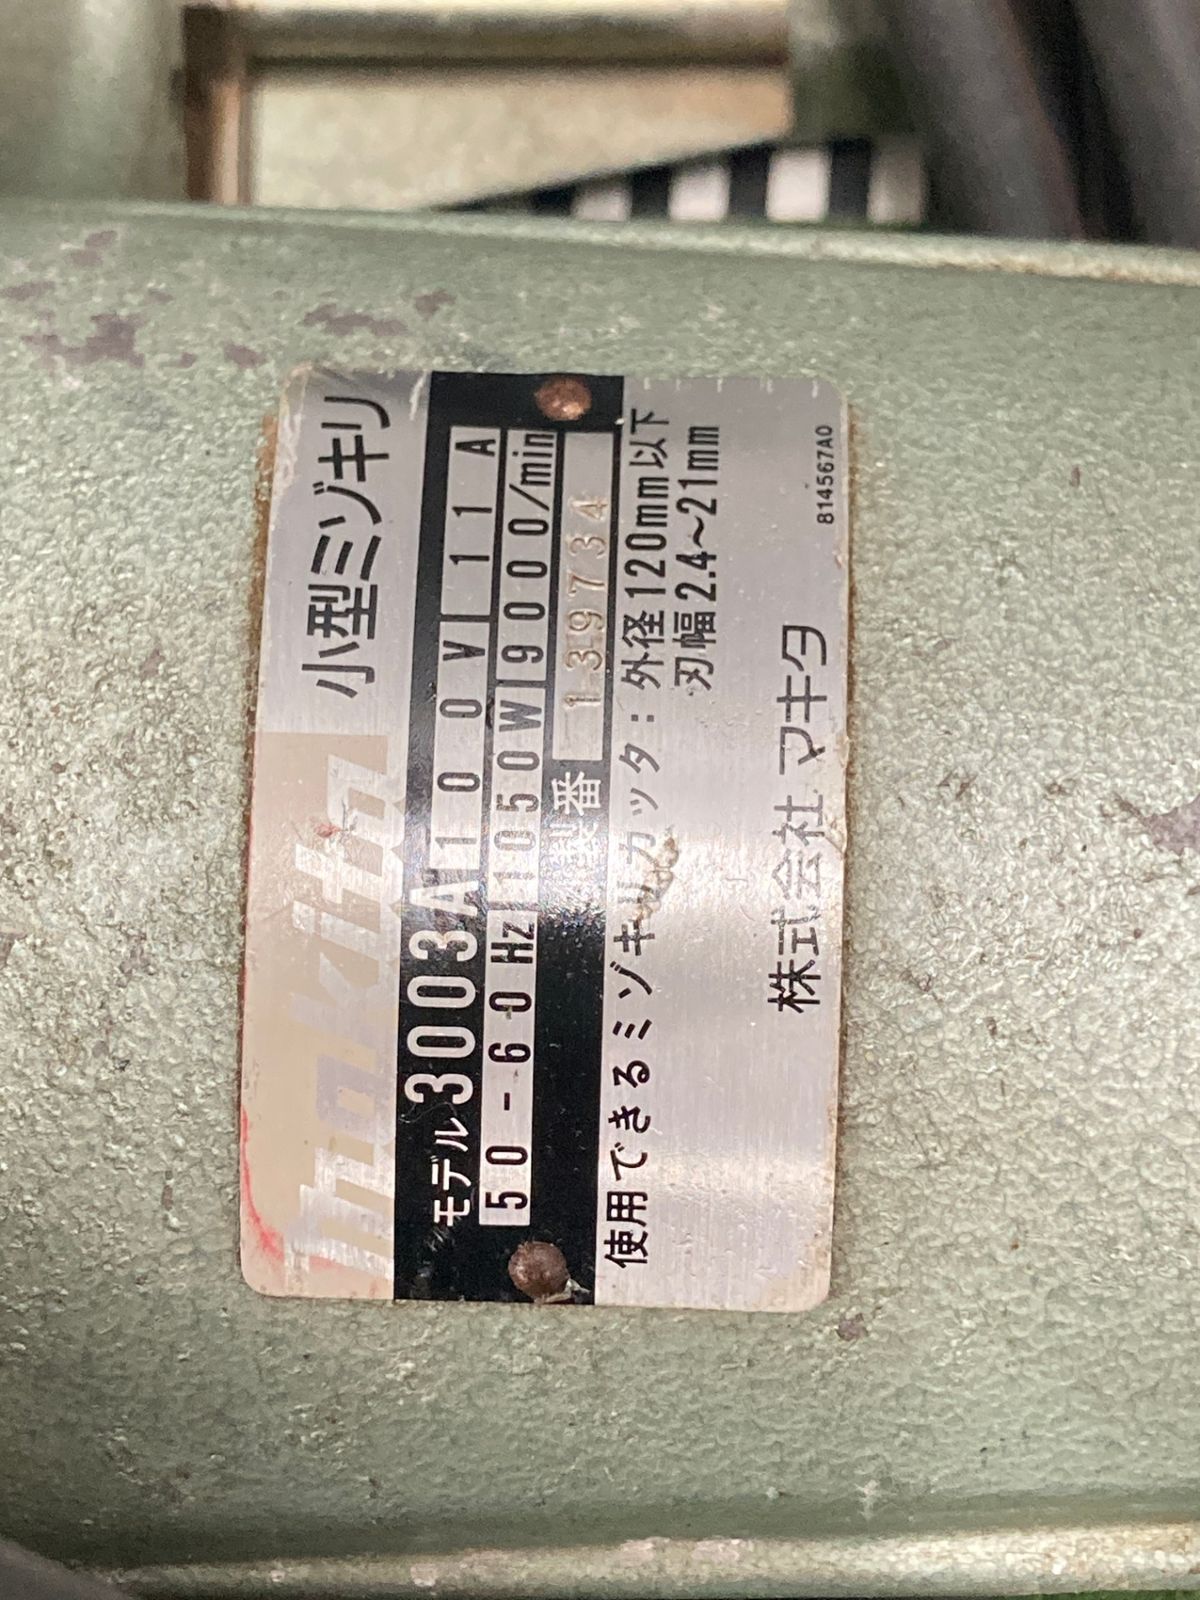 makita 小型ミゾキリ
モデル 3003A 100V 11A
50-60Hz 1050W 9000/min
製番 139734
使用できるミゾキリカッタ：外径120mm以下
刃幅2.4～21mm
株式会社 マキタ
814567A0